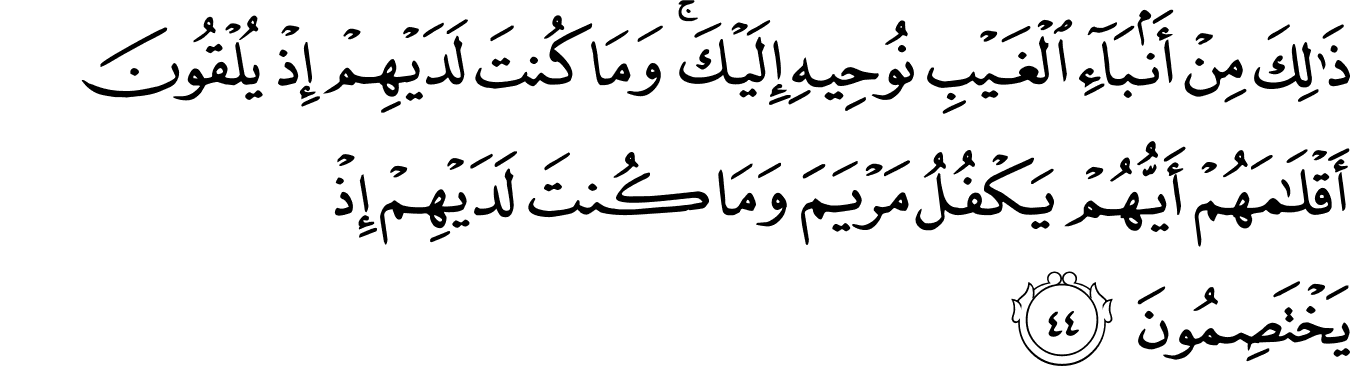 ذَٰلِكَ مِنْ أَنۢبَآءِ ٱلْغَيْبِ نُوحِيهِ إِلَيْكَ ۚ وَمَا كُنتَ لَدَيْهِمْ إِذْ يُلْقُونَ
أَقْلَـٰمَهُمْ أَيُّهُمْ يَكْفُلُ مَرْيَمَ وَمَا كُنتَ لَدَيْهِمْ إِذْ
يَخْتَصِمُونَ ٤٤